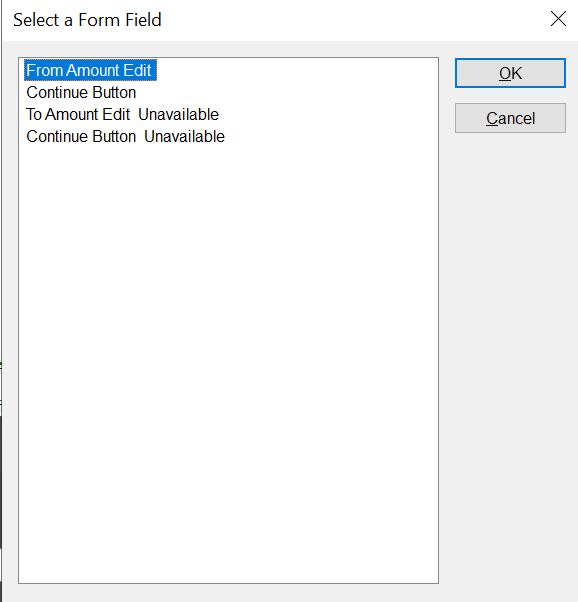 Select a Form Field
From Amount Edit
Continue Button
To Amount Edit  Unavailable
Continue Button  Unavailable
OK
Cancel